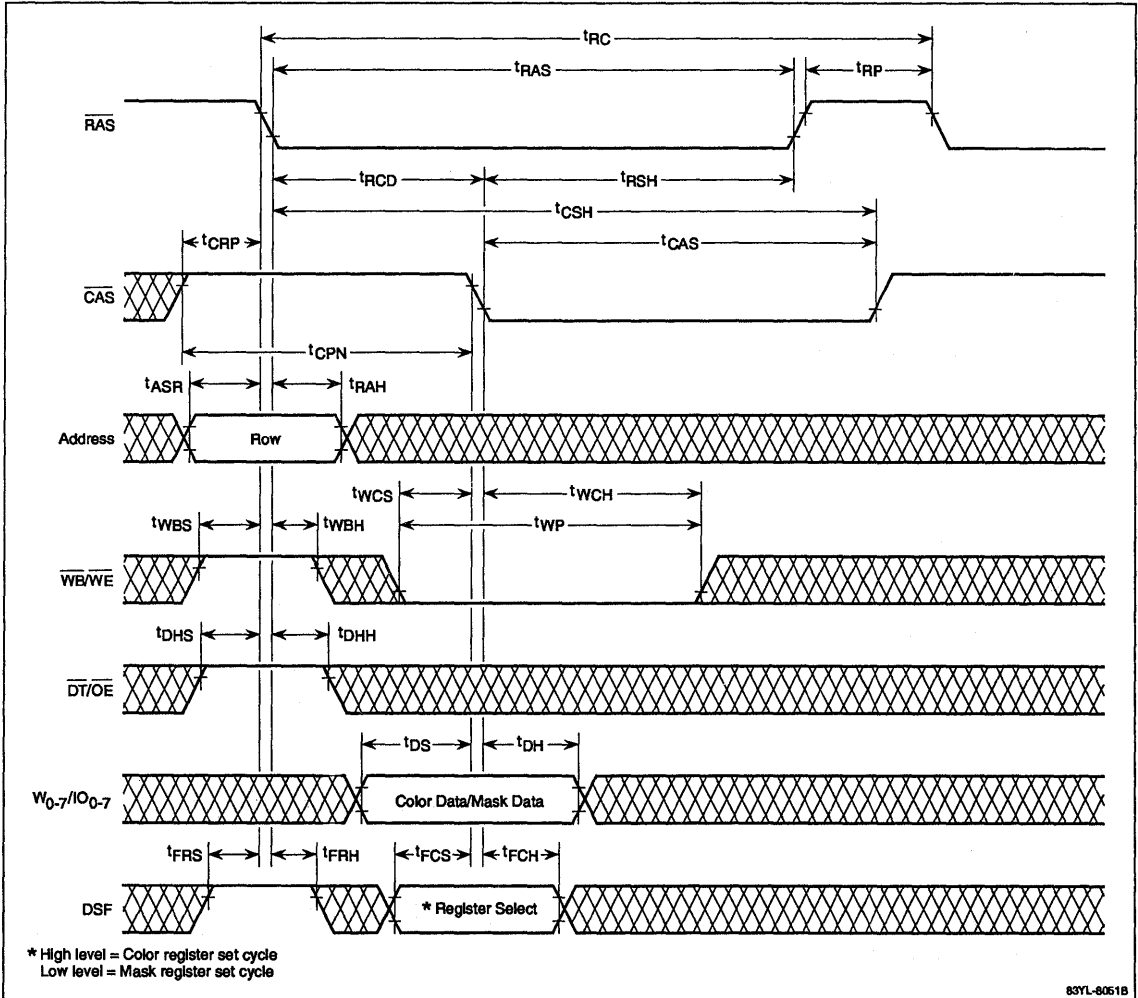 tRC
tRAS
tRP
RAS
tRCD
tRSH
tCSH
tCRP
tCAS
CAS
tCPN
tASR
tRAH
Address
Row
tWCS
tWCH
tWBS
tWBH
tWP
WB/WE
tDHS
tDHH
DT/OE
tDS
tDH
W0-7/IO0-7
Color Data/Mask Data
tFRS
tFRH
tFCS
tFCH
DSF
* Register Select
* High level = Color register set cycle
Low level = Mask register set cycle
83YL-8051B